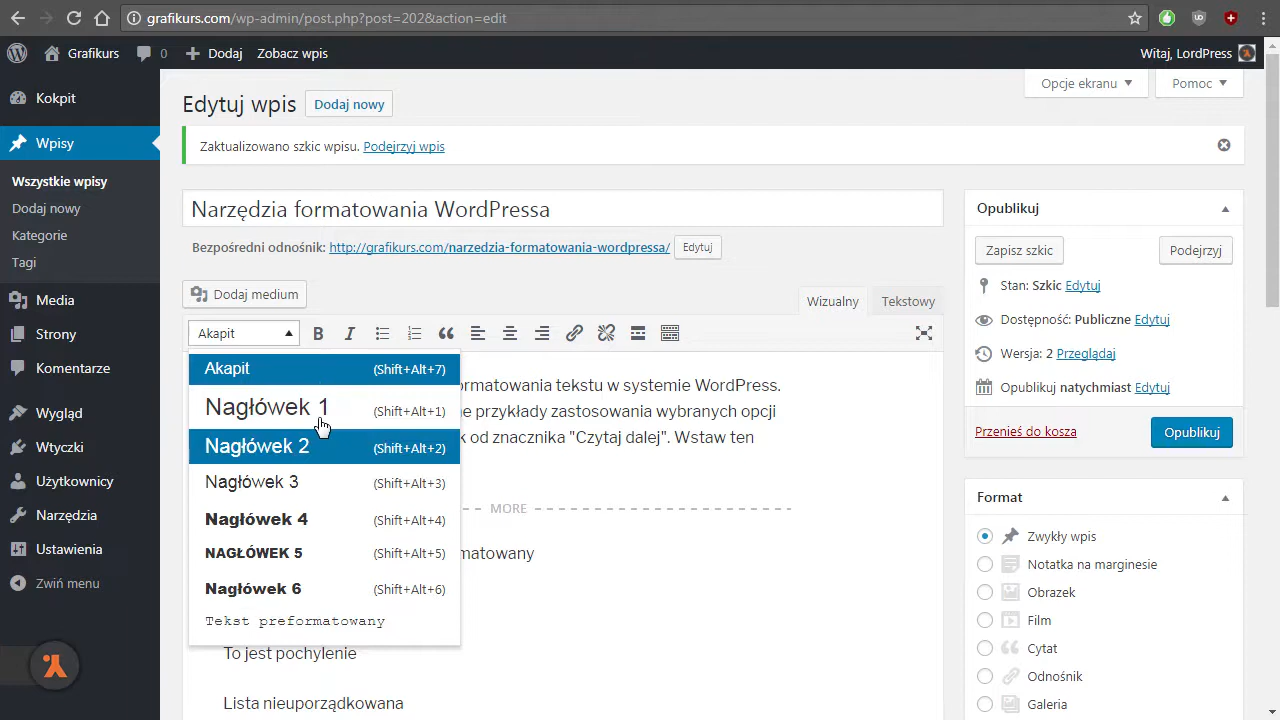 grafikurs.com/wp-admin/post.php?post=202&action=edit
Grafikurs 0 Dodaj Zobacz wpis Witaj, LordPress
Opcje ekranu Pomoc
Kokpit
Wpisy
Wszystkie wpisy
Dodaj nowy
Kategorie
Tagi
Media
Strony
Komentarze
Wygląd
Wtyczki
Użytkownicy
Narzędzia
Ustawienia
Zwiń menu
Edytuj wpis Dodaj nowy
Zaktualizowano szkic wpisu. Podejrzyj wpis
Narzędzia formatowania WordPressa
Bezpośredni odnośnik: http://grafikurs.com/narzedzia-formatowania-wordpressa/ Edytuj
Dodaj medium
Wizualny Tekstowy
Akapit B I
Akapit (Shift+Alt+7)
Nagłówek 1 (Shift+Alt+1)
Nagłówek 2 (Shift+Alt+2)
Nagłówek 3 (Shift+Alt+3)
Nagłówek 4 (Shift+Alt+4)
NAGŁÓWEK 5 (Shift+Alt+5)
Nagłówek 6 (Shift+Alt+6)
Tekst preformatowany
ormatowania tekstu w systemie WordPress.
ne przykłady zastosowania wybranych opcji
k od znacznika "Czytaj dalej". Wstaw ten
MORE
ormatowany
To jest pochylenie
Lista nieuporządkowana
Opublikuj
Zapisz szkic Podejrzyj
Stan: Szkic Edytuj
Dostępność: Publiczne Edytuj
Wersja: 2 Przeglądaj
Opublikuj natychmiast Edytuj
Przenieś do kosza Opublikuj
Format
Zwykły wpis
Notatka na marginesie
Obrazek
Film
Cytat
Odnośnik
Galeria